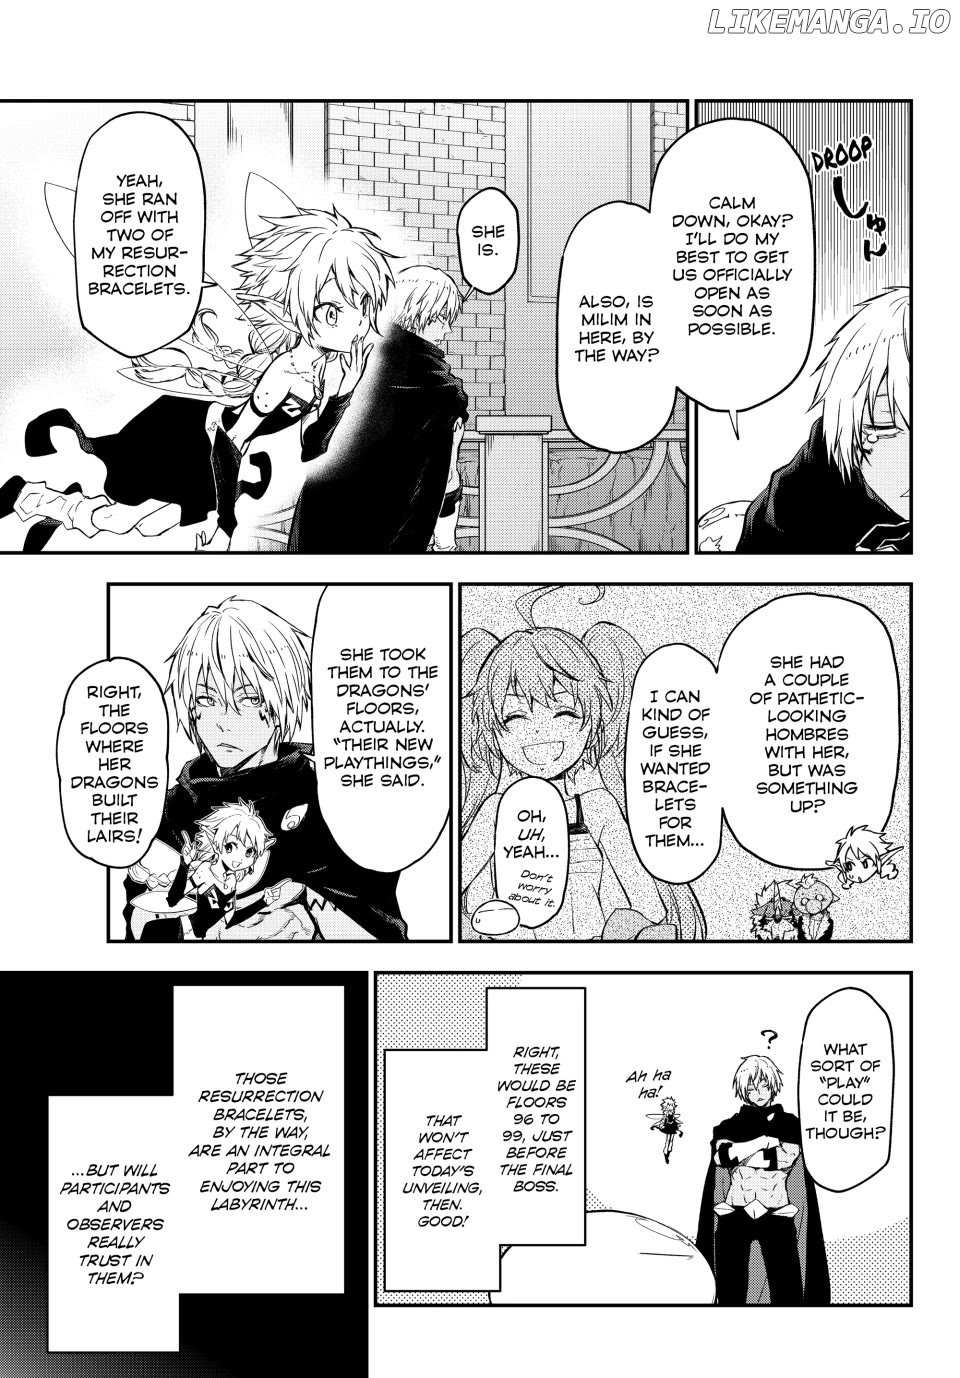 LIKEMANGA.IO
DROOP
しゅん
CALM
DOWN, OKAY?
I'LL DO MY
BEST TO GET
US OFFICIALLY
OPEN AS
SOON AS
POSSIBLE.
ALSO, IS
MILIM IN
HERE, BY
THE WAY?
SHE
IS.
YEAH,
SHE RAN
OFF WITH
TWO OF
MY RESUR-
RECTION
BRACELETS.
SHE HAD
A COUPLE
OF PATHETIC-
LOOKING
HOMBRES
WITH HER,
BUT WAS
SOMETHING
UP?
I CAN
KIND OF
GUESS,
IF SHE
WANTED
BRACE-
LETS
FOR
THEM...
OH,
UH,
YEAH...
Don't
worry
about it.
SHE TOOK
THEM TO THE
DRAGONS'
FLOORS,
ACTUALLY.
"THEIR NEW
PLAYTHINGS,"
SHE SAID.
RIGHT,
THE
FLOORS
WHERE
HER
DRAGONS
BUILT
THEIR
LAIRS!
WHAT
SORT OF
"PLAY"
COULD
IT BE,
THOUGH?
?
Ah ha
ha!
RIGHT,
THESE
WOULD BE
FLOORS
96 TO
99, JUST
BEFORE
THE FINAL
BOSS.
THAT
WON'T
AFFECT
TODAY'S
UNVEILING,
THEN.
GOOD!
THOSE
RESURRECTION
BRACELETS,
BY THE WAY,
ARE AN INTEGRAL
PART TO
ENJOYING THIS
LABYRINTH...
...BUT WILL
PARTICIPANTS
AND
OBSERVERS
REALLY
TRUST IN
THEM?